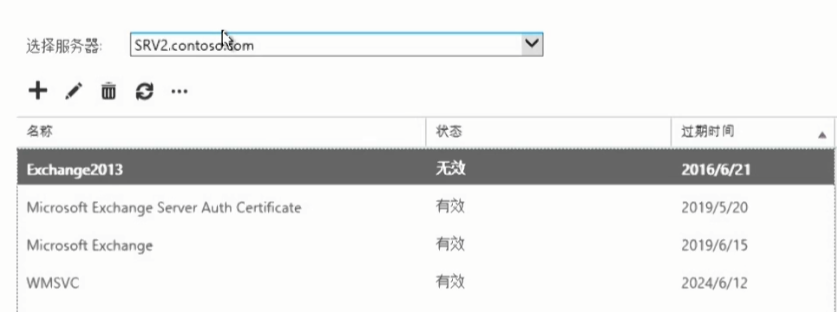 选择服务器: SRV2.contoso.com
名称 状态 过期时间
Exchange2013 无效 2016/6/21
Microsoft Exchange Server Auth Certificate 有效 2019/5/20
Microsoft Exchange 有效 2019/6/15
WMSVC 有效 2024/6/12